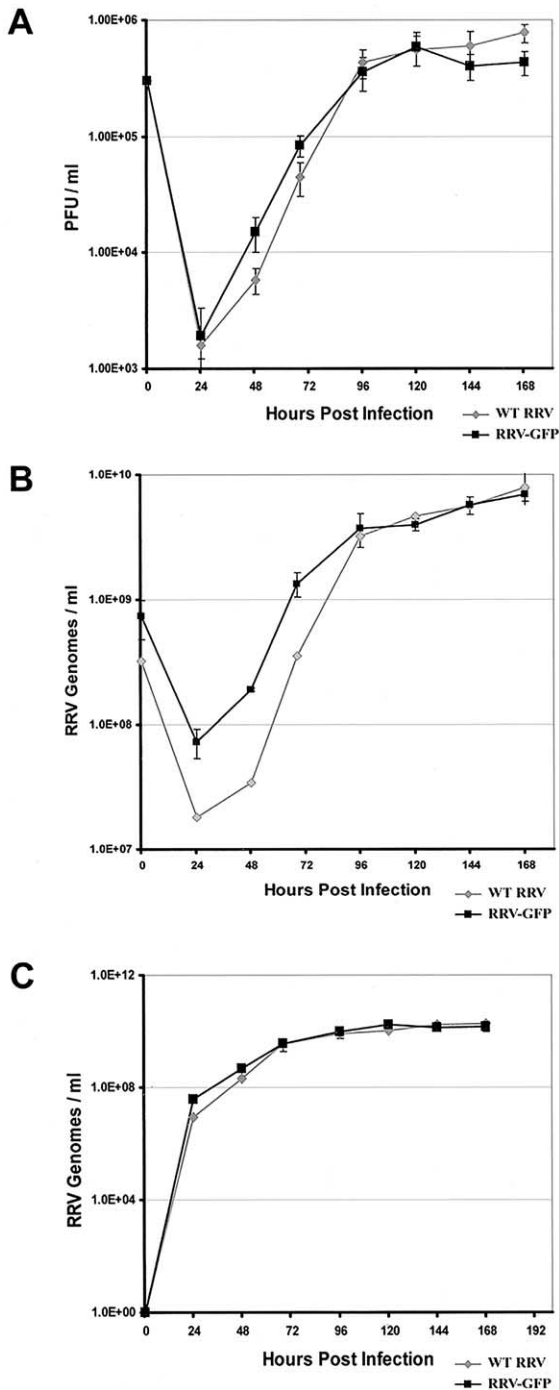 A
PFU / ml
1.00E+06
1.00E+05
1.00E+04
1.00E+03
0 24 48 72 96 120 144 168
Hours Post Infection
WT RRV
RRV-GFP
B
RRV Genomes / ml
1.0E+10
1.0E+09
1.0E+08
1.0E+07
0 24 48 72 96 120 144 168
Hours Post Infection
WT RRV
RRV-GFP
C
RRV Genomes / ml
1.0E+12
1.0E+08
1.0E+04
1.0E+00
0 24 48 72 96 120 144 168 192
Hours Post Infection
WT RRV
RRV-GFP